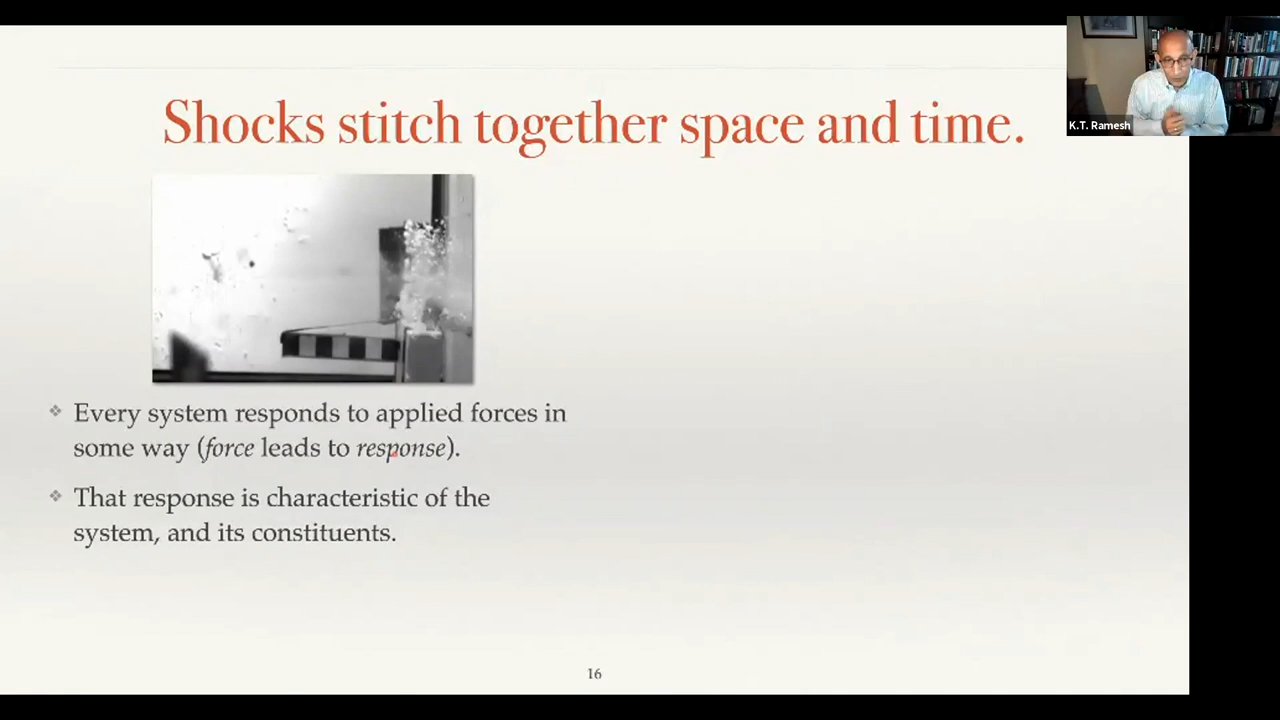 Shocks stitch together space and time.
K.T. Ramesh
Every system responds to applied forces in
some way (force leads to response).
That response is characteristic of the
system, and its constituents.
16